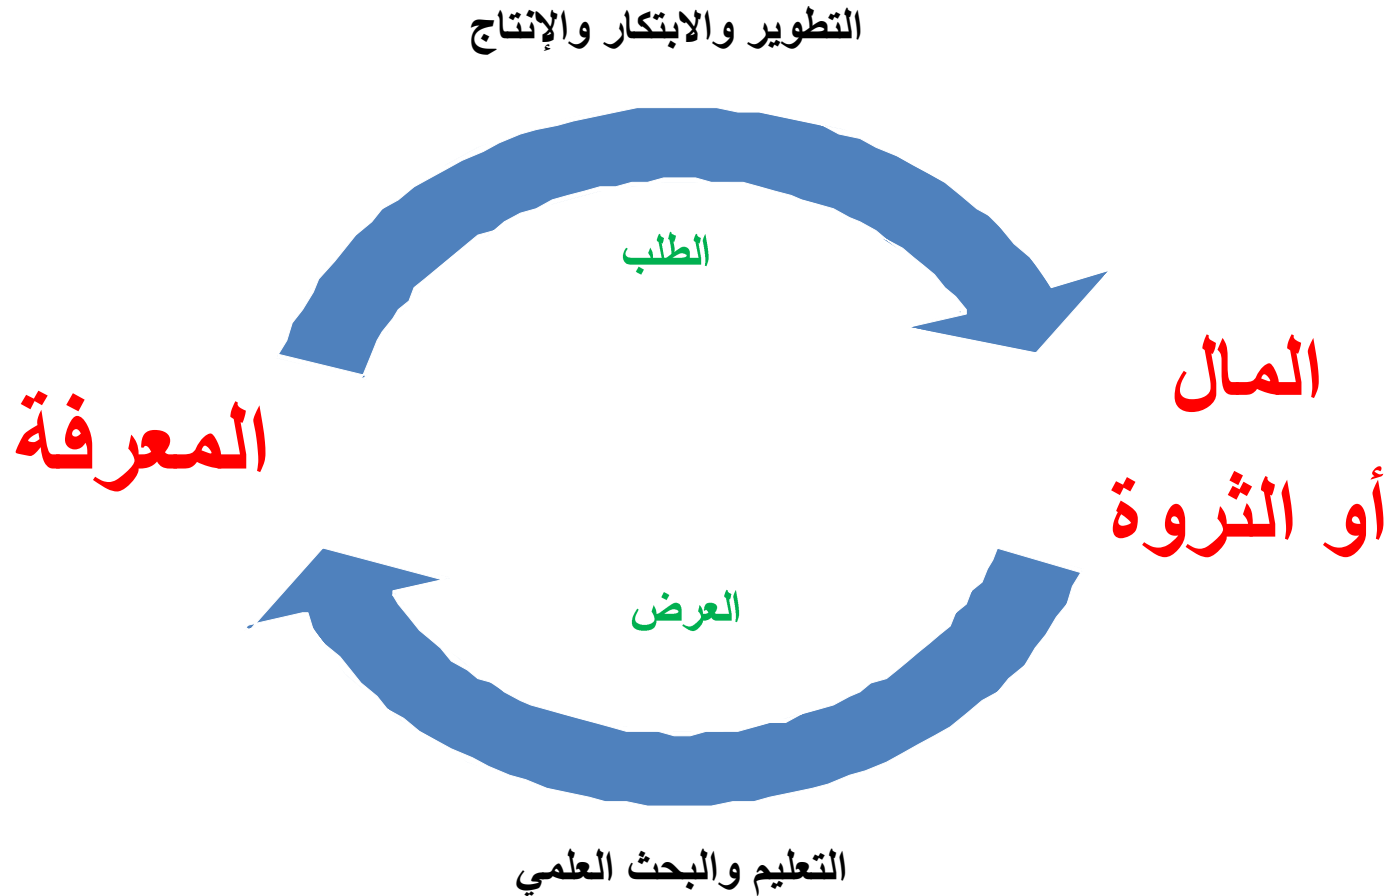 التطوير والابتكار والإنتاج
الطلب
المال
أو الثروة
المعرفة
العرض
التعليم والبحث العلمي